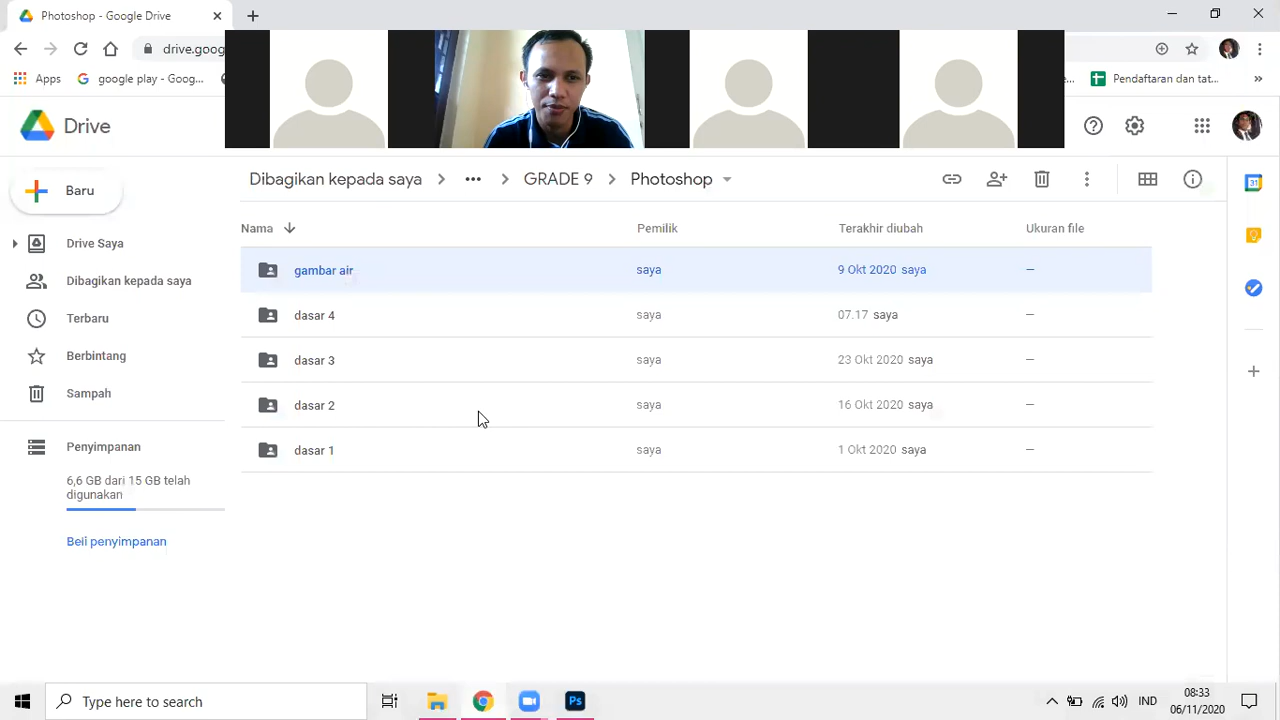 Photoshop - Google Drive
drive.goog
Apps
google play - Goog...
Pendaftaran dan tat...
Drive
Baru
Drive Saya
Dibagikan kepada saya
Terbaru
Berbintang
Sampah
Penyimpanan
6,6 GB dari 15 GB telah
digunakan
Beli penyimpanan
Dibagikan kepada saya > ••• > GRADE 9 > Photoshop
Nama Pemilik Terakhir diubah Ukuran file
gambar air saya 9 Okt 2020 saya —
dasar 4 saya 07.17 saya —
dasar 3 saya 23 Okt 2020 saya —
dasar 2 saya 16 Okt 2020 saya —
dasar 1 saya 1 Okt 2020 saya —
31
Type here to search
Ps
IND
08:33
06/11/2020